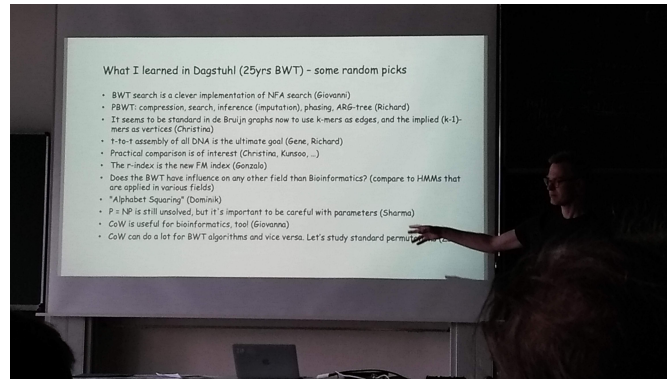 What I learned in Dagstuhl (25yrs BWT) – some random picks
• BWT search is a clever implementation of NFA search (Giovanni)
• PBWT: compression, search, inference (imputation), phasing, ARG-tree (Richard)
• It seems to be standard in de Bruijn graphs now to use k-mers as edges, and the implied (k-1)-
mers as vertices (Christina)
• t-to-t assembly of all DNA is the ultimate goal (Gene, Richard)
• Practical comparison is of interest (Christina, Kunsoo, …)
• The r-index is the new FM index (Gonzalo)
• Does the BWT have influence on any other field than Bioinformatics? (compare to HMMs that
are applied in various fields)
• "Alphabet Squaring" (Dominik)
• P = NP is still unsolved, but it's important to be careful with parameters (Sharma)
• CoW is useful for bioinformatics, too! (Giovanna)
• CoW can do a lot for BWT algorithms and vice versa. Let's study standard